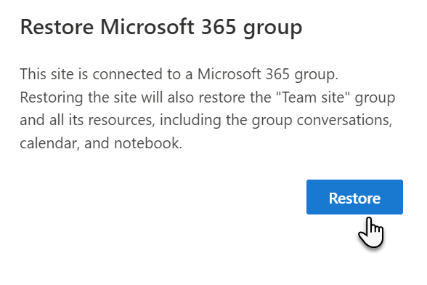 Restore Microsoft 365 group
This site is connected to a Microsoft 365 group.
Restoring the site will also restore the "Team site" group
and all its resources, including the group conversations,
calendar, and notebook.
Restore